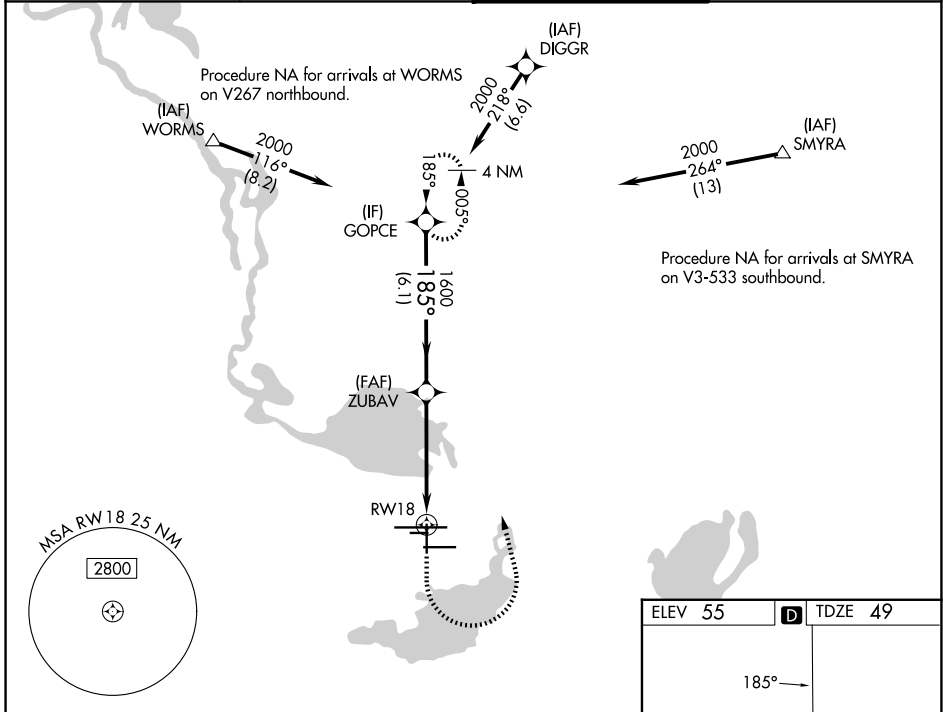 (IAF)
DIGGR
2000
218°
(6.6)
Procedure NA for arrivals at WORMS
on V267 northbound.
(IAF)
WORMS
2000
116°
(8.2)
(IAF)
SMYRA
2000
264°
(13)
185°
4 NM
005°
(IF)
GOPCE
1600
185°
(6.1)
Procedure NA for arrivals at SMYRA
on V3-533 southbound.
(FAF)
ZUBAV
RW18
MSA RW18 25 NM
2800
ELEV 55 D TDZE 49
185°